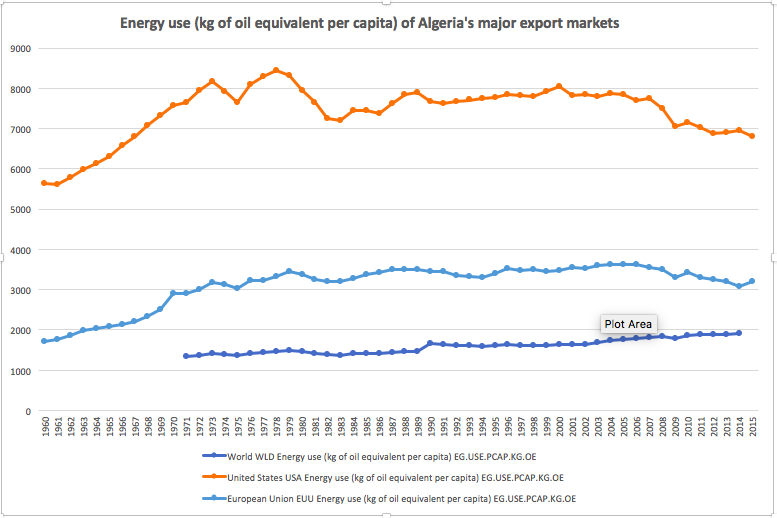 Energy use (kg of oil equivalent per capita) of Algeria's major export markets
9000
8000
7000
6000
5000
4000
3000
2000
1000
0
Plot Area
1960 1961 1962 1963 1964 1965 1966 1967 1968 1969 1970 1971 1972 1973 1974 1975 1976 1977 1978 1979 1980 1981 1982 1983 1984 1985 1986 1987 1988 1989 1990 1991 1992 1993 1994 1995 1996 1997 1998 1999 2000 2001 2002 2003 2004 2005 2006 2007 2008 2009 2010 2011 2012 2013 2014 2015
World WLD Energy use (kg of oil equivalent per capita) EG.USE.PCAP.KG.OE
United States USA Energy use (kg of oil equivalent per capita) EG.USE.PCAP.KG.OE
European Union EUU Energy use (kg of oil equivalent per capita) EG.USE.PCAP.KG.OE